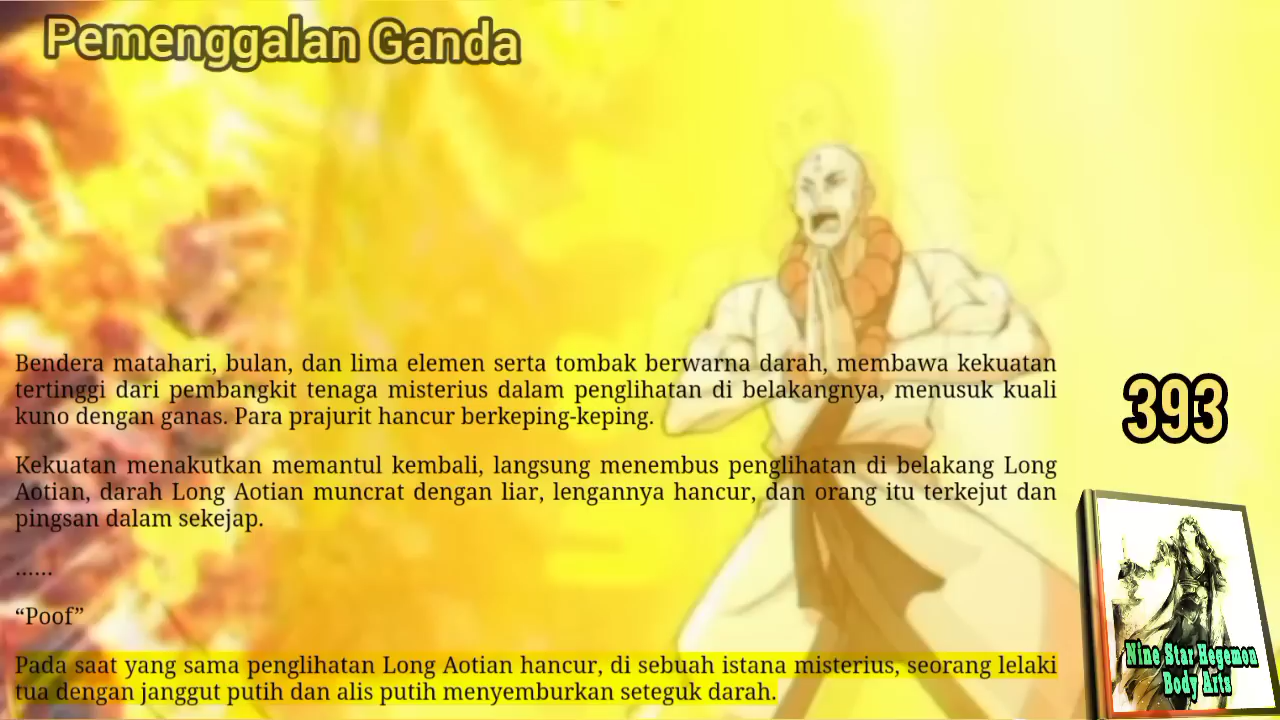 Pemenggalan Ganda
Bendera matahari, bulan, dan lima elemen serta tombak berwarna darah, membawa kekuatan
tertinggi dari pembangkit tenaga misterius dalam penglihatan di belakangnya, menusuk kuali
kuno dengan ganas. Para prajurit hancur berkeping-keping.
Kekuatan menakutkan memantul kembali, langsung menembus penglihatan di belakang Long
Aotian, darah Long Aotian muncrat dengan liar, lengannya hancur, dan orang itu terkejut dan
pingsan dalam sekejap.
……
“Poof”
Pada saat yang sama penglihatan Long Aotian hancur, di sebuah istana misterius, seorang lelaki
tua dengan janggut putih dan alis putih menyemburkan seteguk darah.
393
Nine Star Hegemon
Body Arts